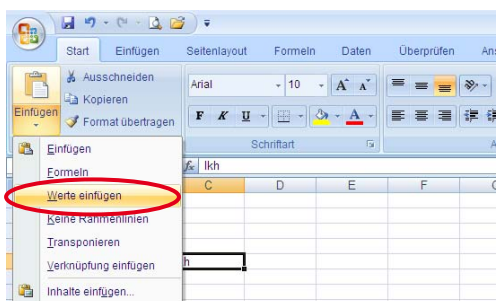 Start Einfügen Seitenlayout Formeln Daten Überprüfen
Ausschneiden
Kopieren
Format übertragen
Einfügen
Arial 10 A A
F K U A
Schriftart
Einfügen
Formeln
Werte einfügen
Keine Rahmenlinien
Transponieren
Verknüpfung einfügen
Inhalte einfügen...
fx lkh
C D E F
h